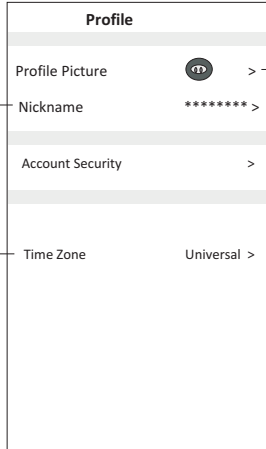 Profile
Profile Picture >
Nickname ******** >
Account Security >
Time Zone Universal >